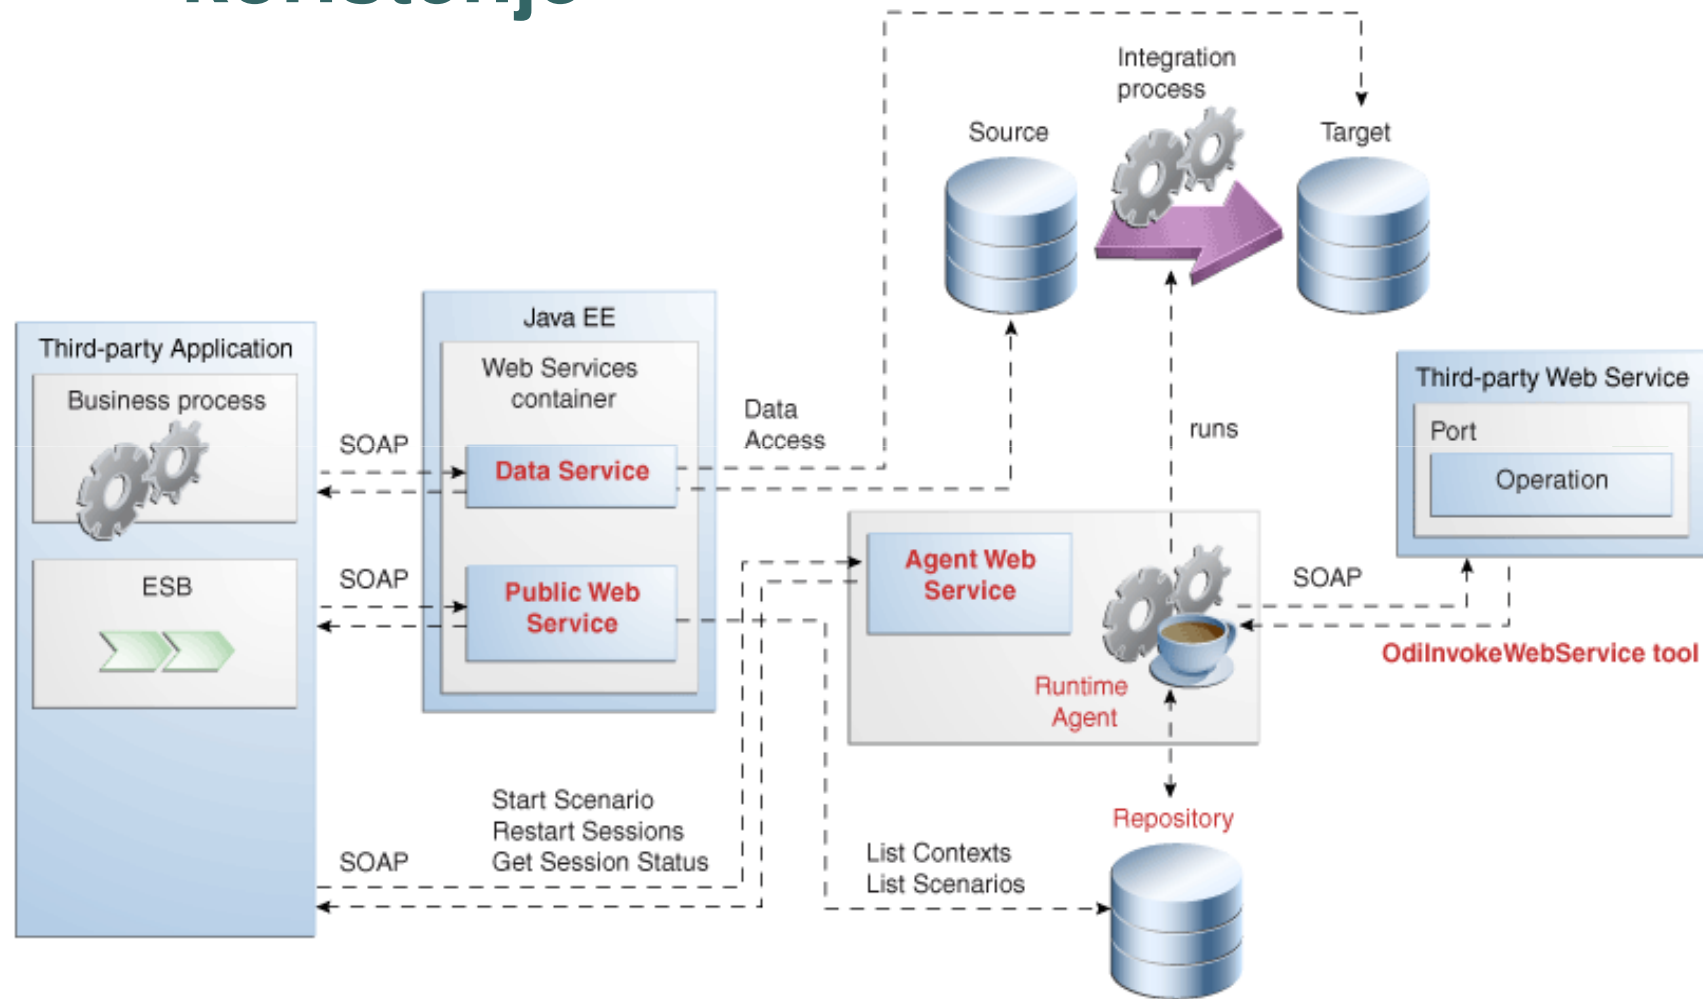 Integration
process
Source
Target
Java EE
Third-party Application
Web Services
container
Business process
Data
Access
SOAP
Data Service
runs
Third-party Web Service
Port
Operation
ESB
SOAP
Public Web
Service
Agent Web
Service
SOAP
OdiInvokeWebService tool
Runtime
Agent
Start Scenario
Restart Sessions
Get Session Status
SOAP
List Contexts
List Scenarios
Repository